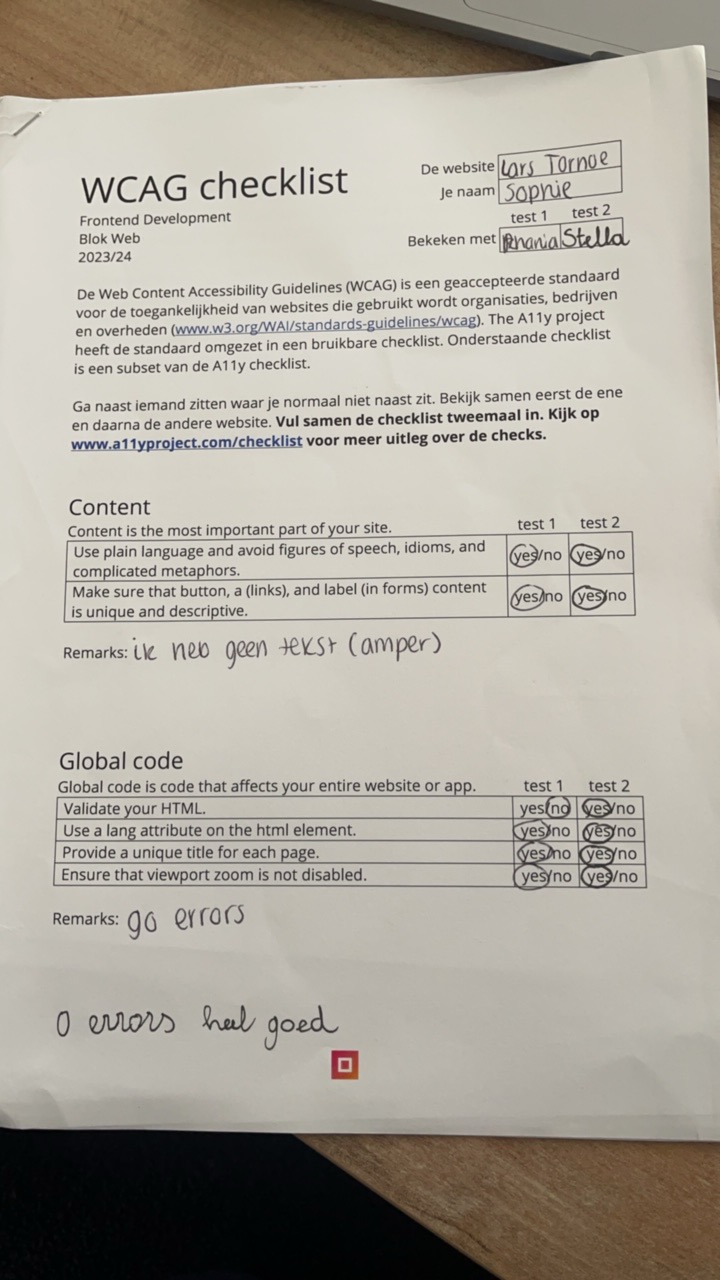 WCAG checklist
Frontend Development
Blok Web
2023/24
De website Lars Tornoe
Je naam Sophie
test 1 test 2
Bekeken met Rhania Stella
De Web Content Accessibility Guidelines (WCAG) is een geaccepteerde standaard
voor de toegankelijkheid van websites die gebruikt wordt organisaties, bedrijven
en overheden (www.w3.org/WAI/standards-guidelines/wcag). The A11y project
heeft de standaard omgezet in een bruikbare checklist. Onderstaande checklist
is een subset van de A11y checklist.
Ga naast iemand zitten waar je normaal niet naast zit. Bekijk samen eerst de ene
en daarna de andere website. Vul samen de checklist tweemaal in. Kijk op
www.a11yproject.com/checklist voor meer uitleg over de checks.
Content
Content is the most important part of your site. test 1 test 2
Use plain language and avoid figures of speech, idioms, and
complicated metaphors. yes/no yes/no
Make sure that button, a (links), and label (in forms) content
is unique and descriptive. yes/no yes/no
Remarks: ik heb geen tekst (amper)
Global code
Global code is code that affects your entire website or app. test 1 test 2
Validate your HTML. yes/no yes/no
Use a lang attribute on the html element. yes/no yes/no
Provide a unique title for each page. yes/no yes/no
Ensure that viewport zoom is not disabled. yes/no yes/no
Remarks: 90 errors
0 errors heel goed